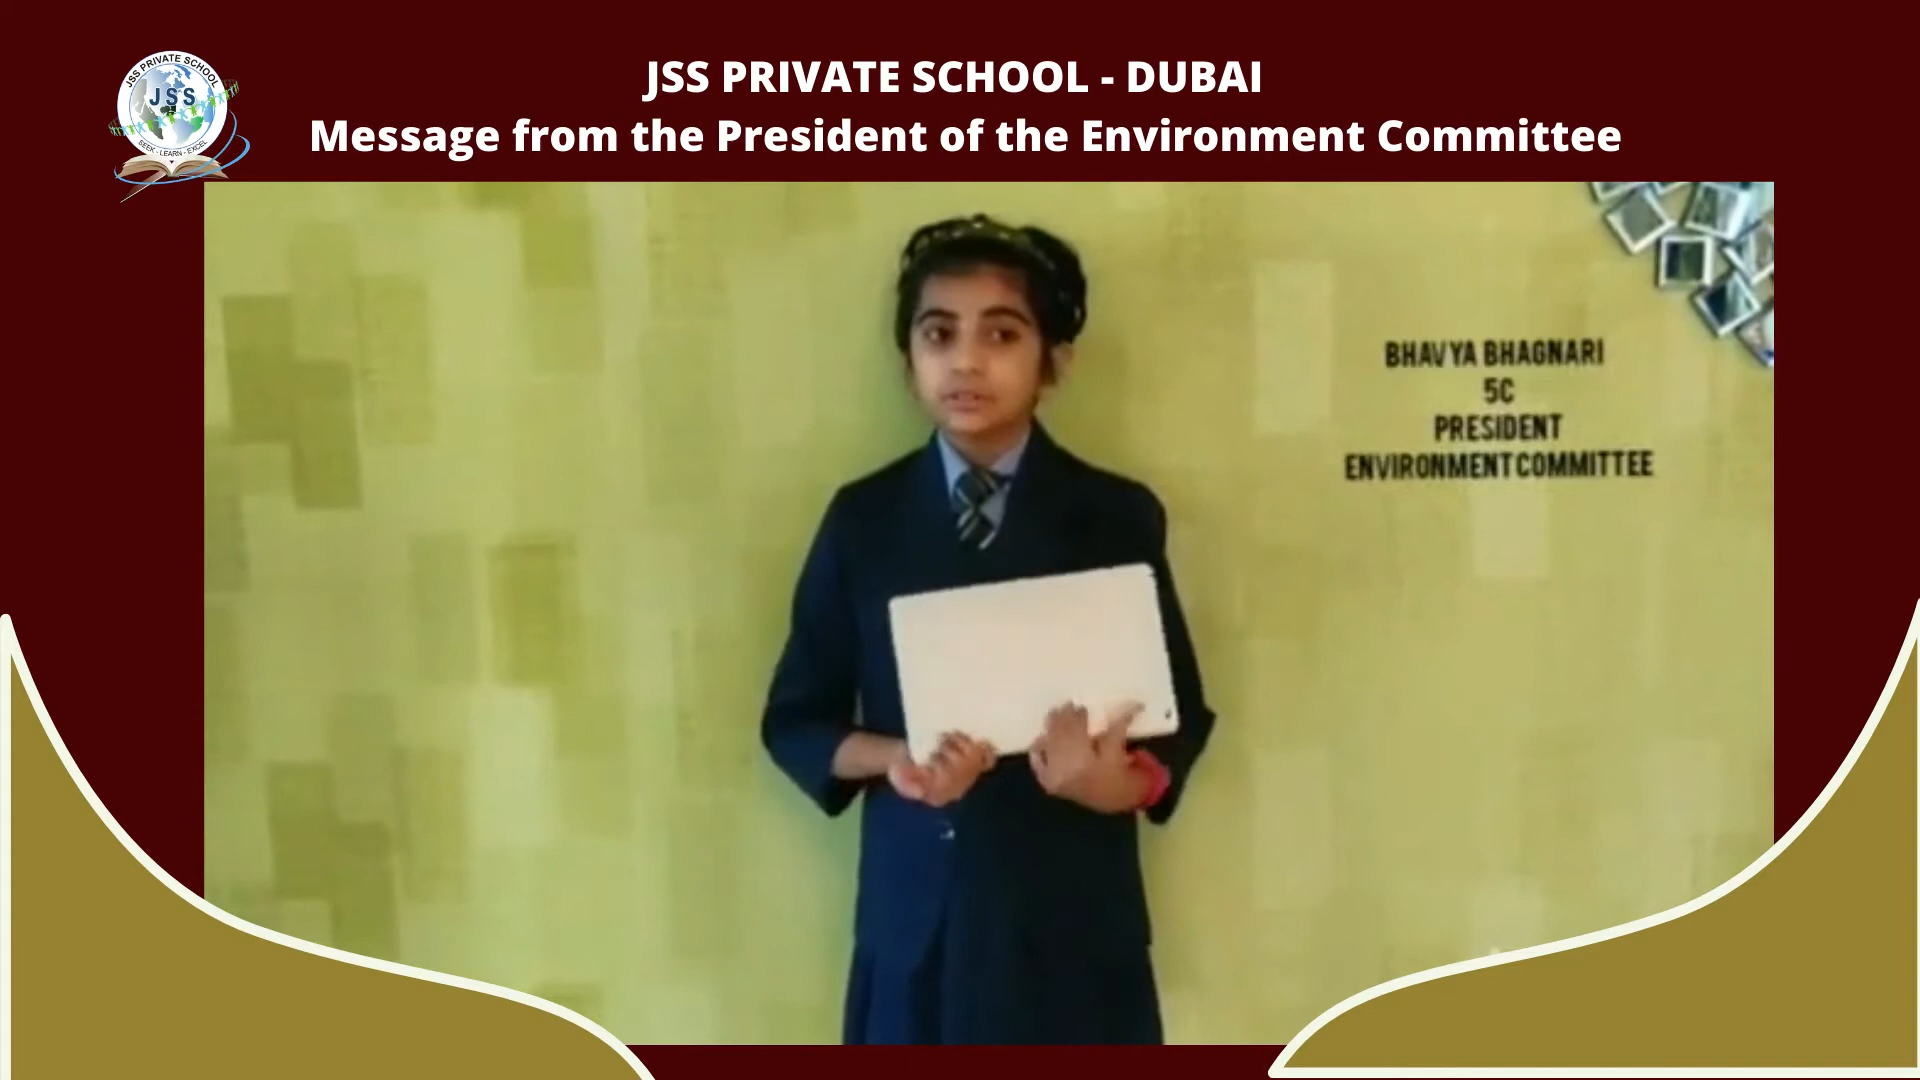 JSS PRIVATE SCHOOL
JSS
SEEK - LEARN - EXCEL
JSS PRIVATE SCHOOL - DUBAI
Message from the President of the Environment Committee
BHAVYA BHAGNARI
5C
PRESIDENT
ENVIRONMENT COMMITTEE